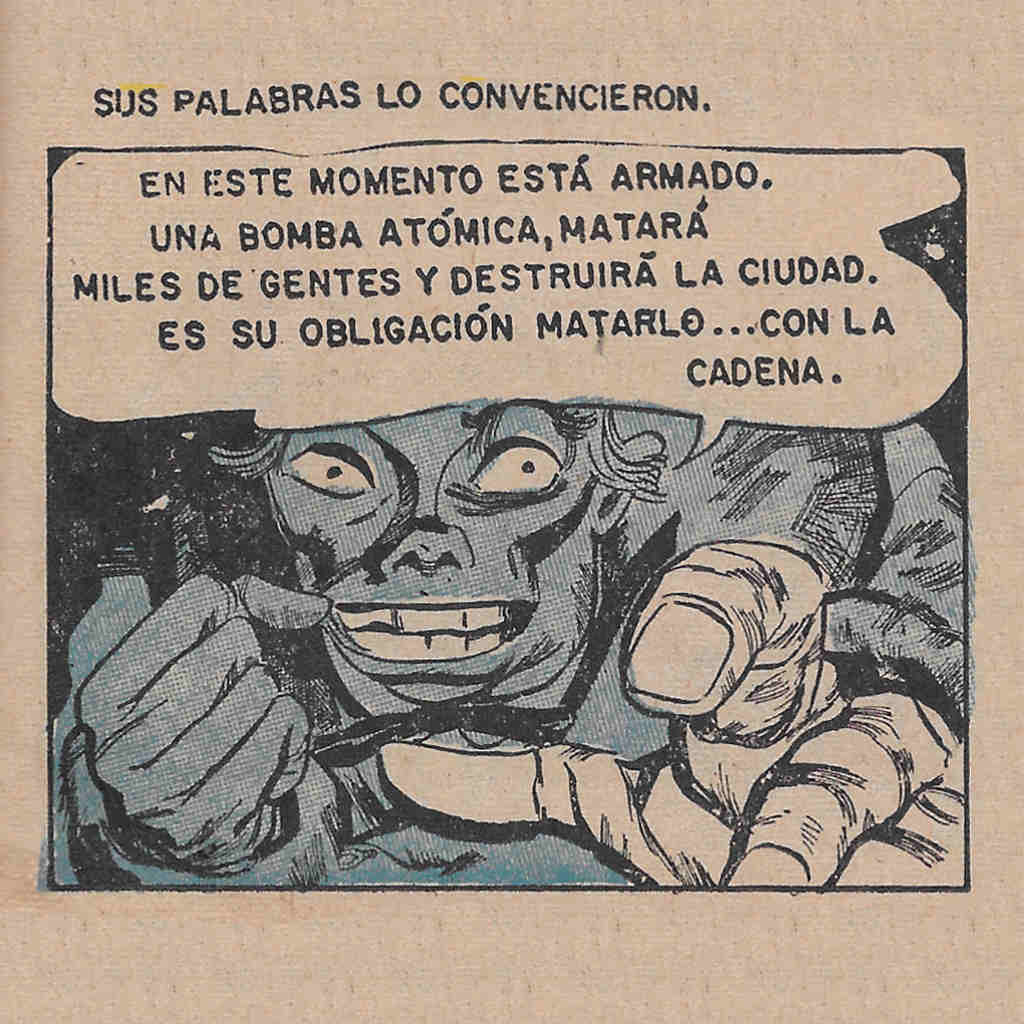 SUS PALABRAS LO CONVENCIERON.
EN ESTE MOMENTO ESTÁ ARMADO.
UNA BOMBA ATÓMICA, MATARÁ
MILES DE GENTES Y DESTRUIRÁ LA CIUDAD.
ES SU OBLIGACIÓN MATARLO...CON LA
CADENA.